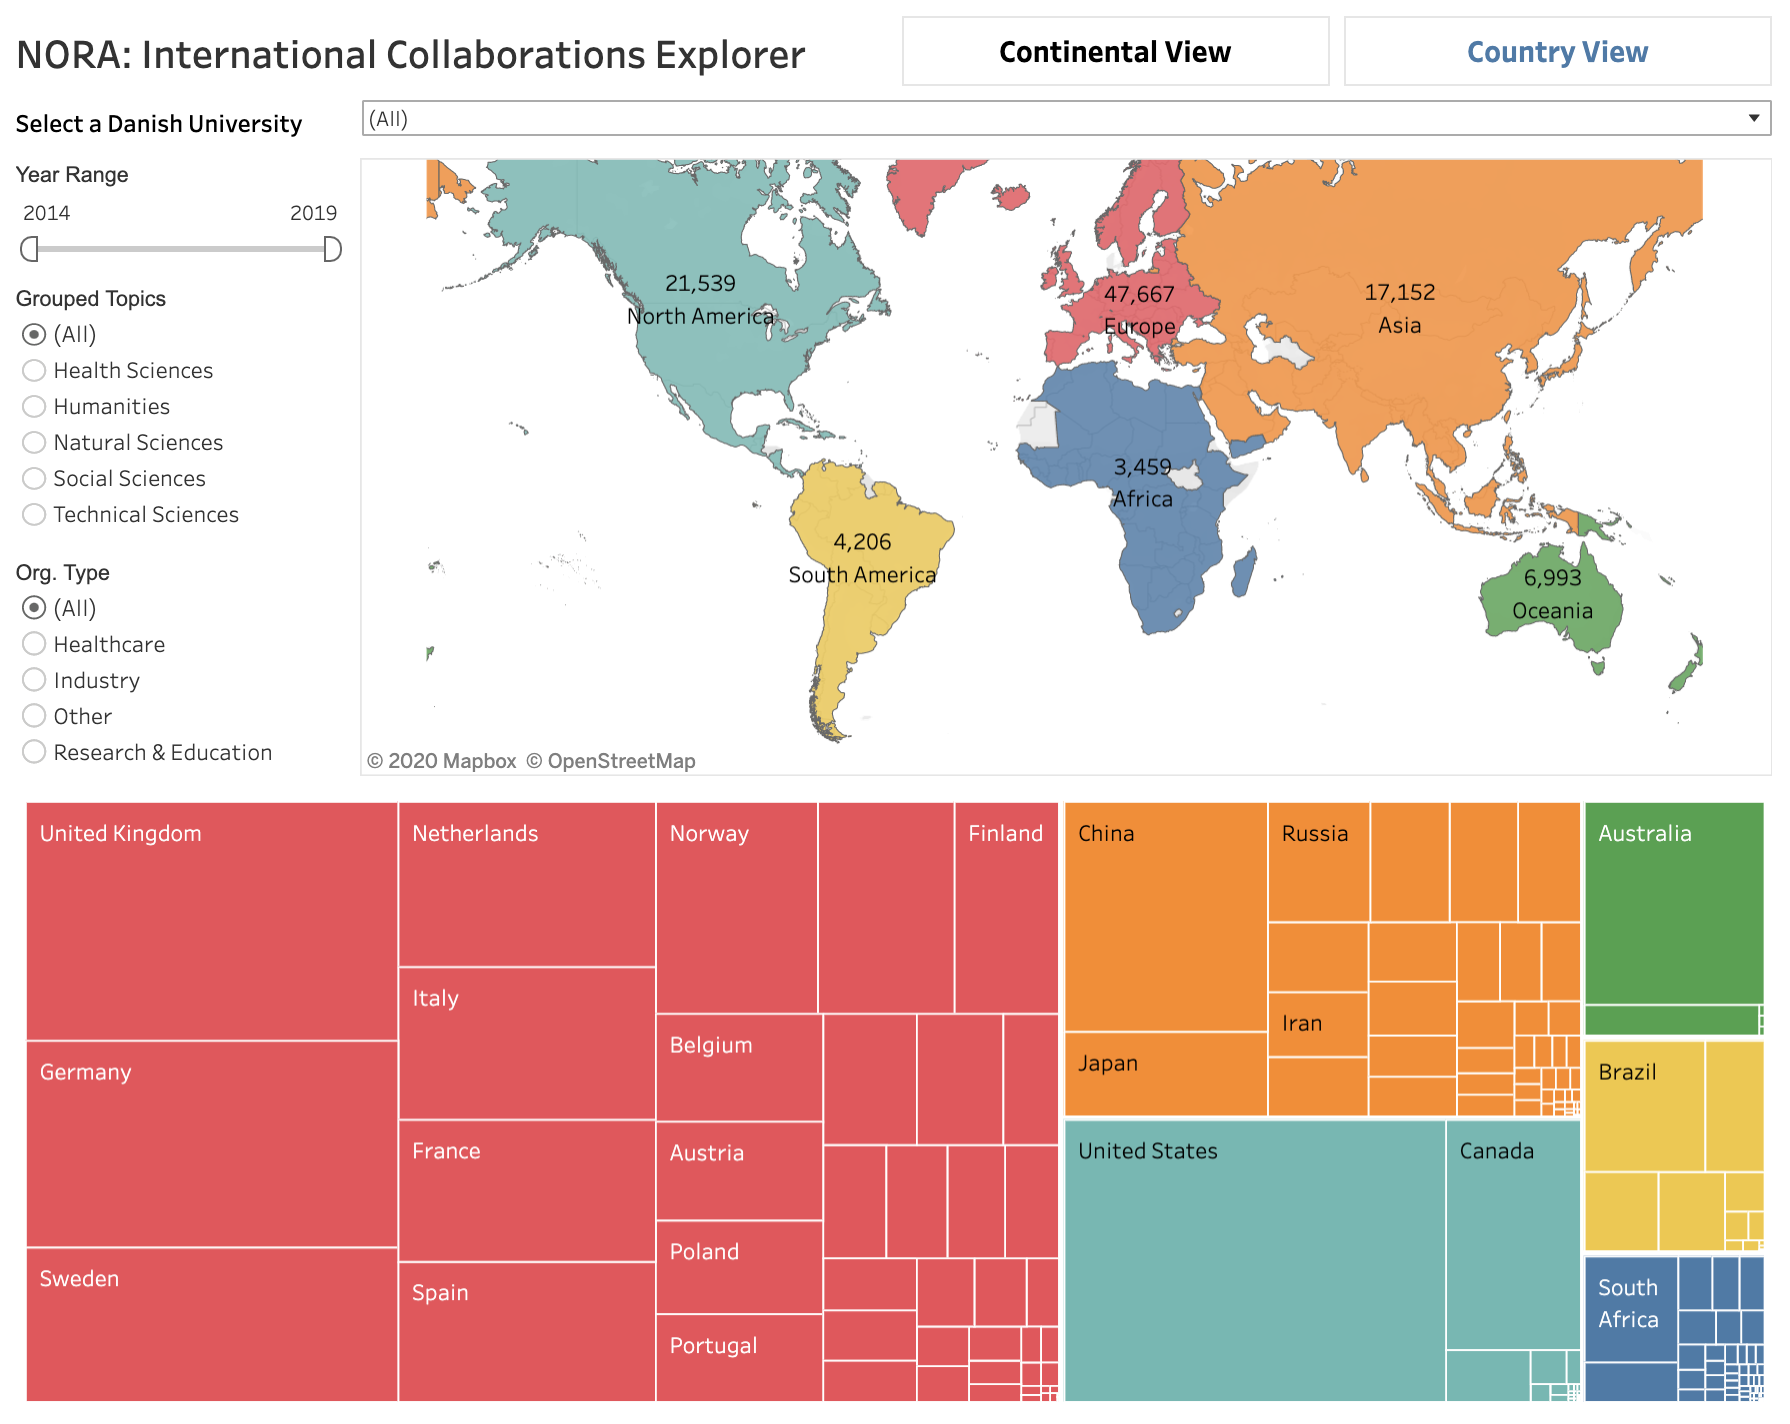 NORA: International Collaborations Explorer
Continental View
Country View
Select a Danish University
(All)
Year Range
2014
2019
Grouped Topics
(All)
Health Sciences
Humanities
Natural Sciences
Social Sciences
Technical Sciences
Org. Type
(All)
Healthcare
Industry
Other
Research & Education
21,539
North America
47,667
Europe
17,152
Asia
3,459
Africa
4,206
South America
6,993
Oceania
© 2020 Mapbox © OpenStreetMap
United Kingdom
Germany
Sweden
Netherlands
Italy
France
Spain
Norway
Finland
Belgium
Austria
Poland
Portugal
China
Japan
Russia
Iran
United States
Canada
Australia
Brazil
South
Africa